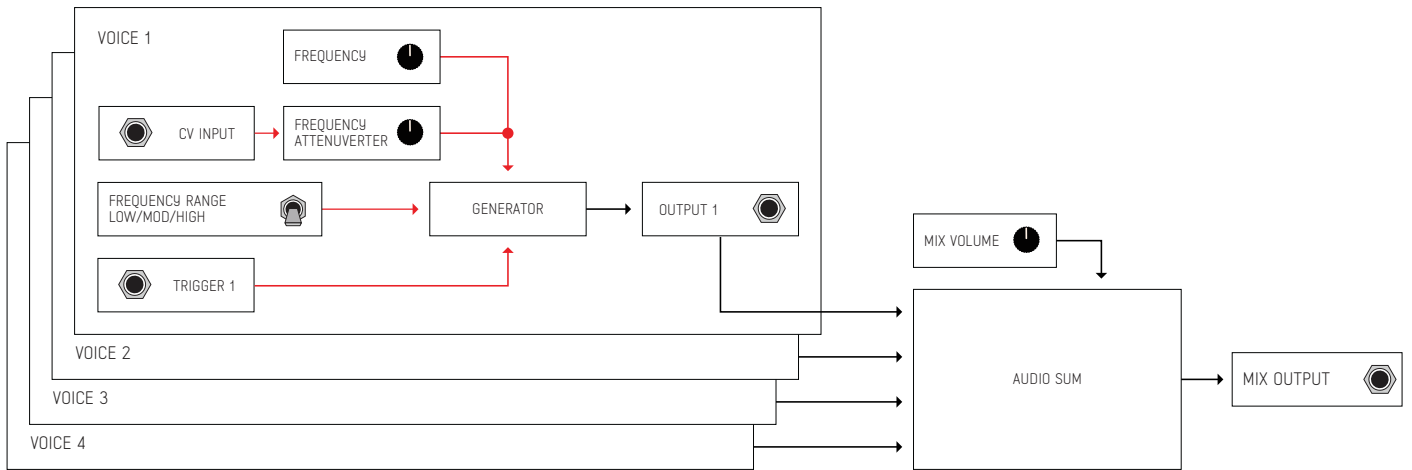 VOICE 1
FREQUENCY
CV INPUT
FREQUENCY
ATTENUVERTER
FREQUENCY RANGE
LOW/MOD/HIGH
GENERATOR
OUTPUT 1
TRIGGER 1
MIX VOLUME
VOICE 2
VOICE 3
VOICE 4
AUDIO SUM
MIX OUTPUT